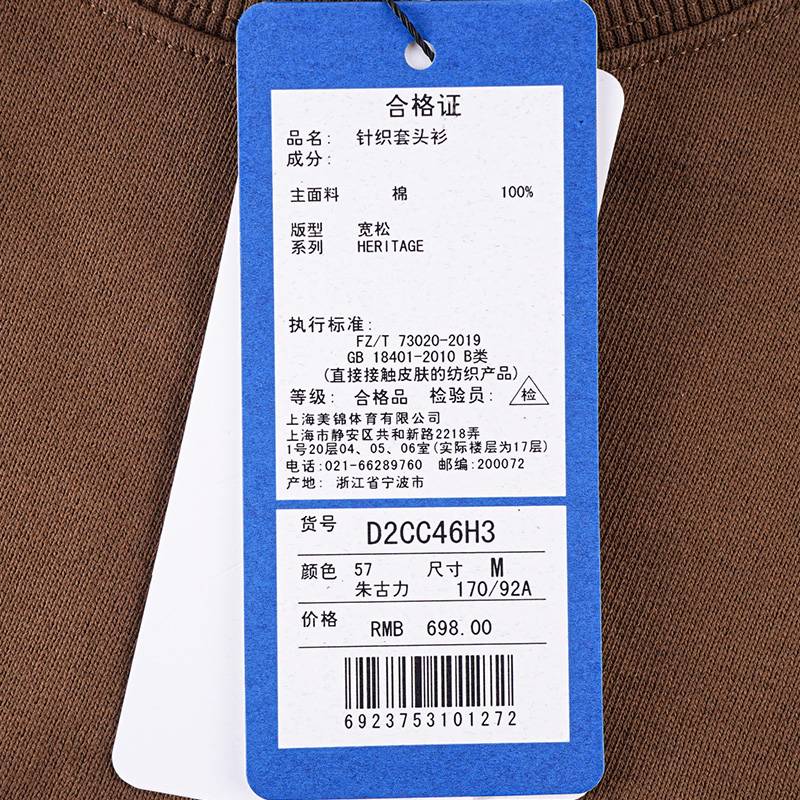 合格证
品名: 针织套头衫
成分:
主面料 棉 100%
版型 宽松
系列 HERITAGE
执行标准:
FZ/T 73020-2019
GB 18401-2010 B类
(直接接触皮肤的纺织产品)
等级: 合格品 检验员: 检
上海美锦体育有限公司
上海市静安区共和新路2218弄
1号20层04、05、06室(实际楼层为17层)
电话:021-66289760 邮编:200072
产地: 浙江省宁波市
货号 D2CC46H3
颜色 57 尺寸 M
朱古力 170/92A
价格 RMB 698.00
6923753101272